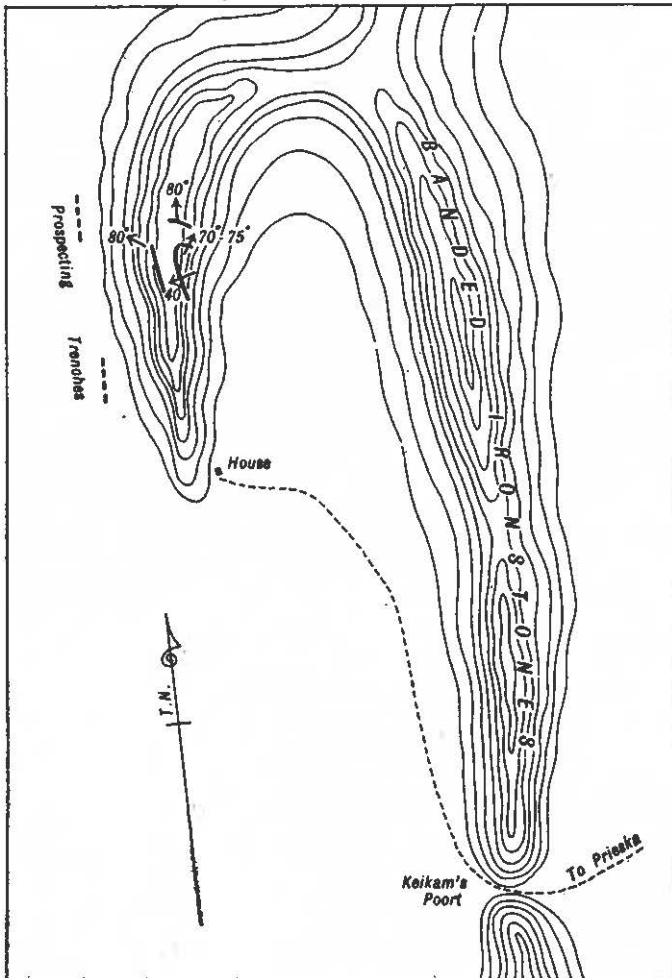 BANDED IRONSTONES
80°
80°
70°-75°
40
Prospecting
Trenches
House
T.N.
Keikam's
Poort
To Prieska